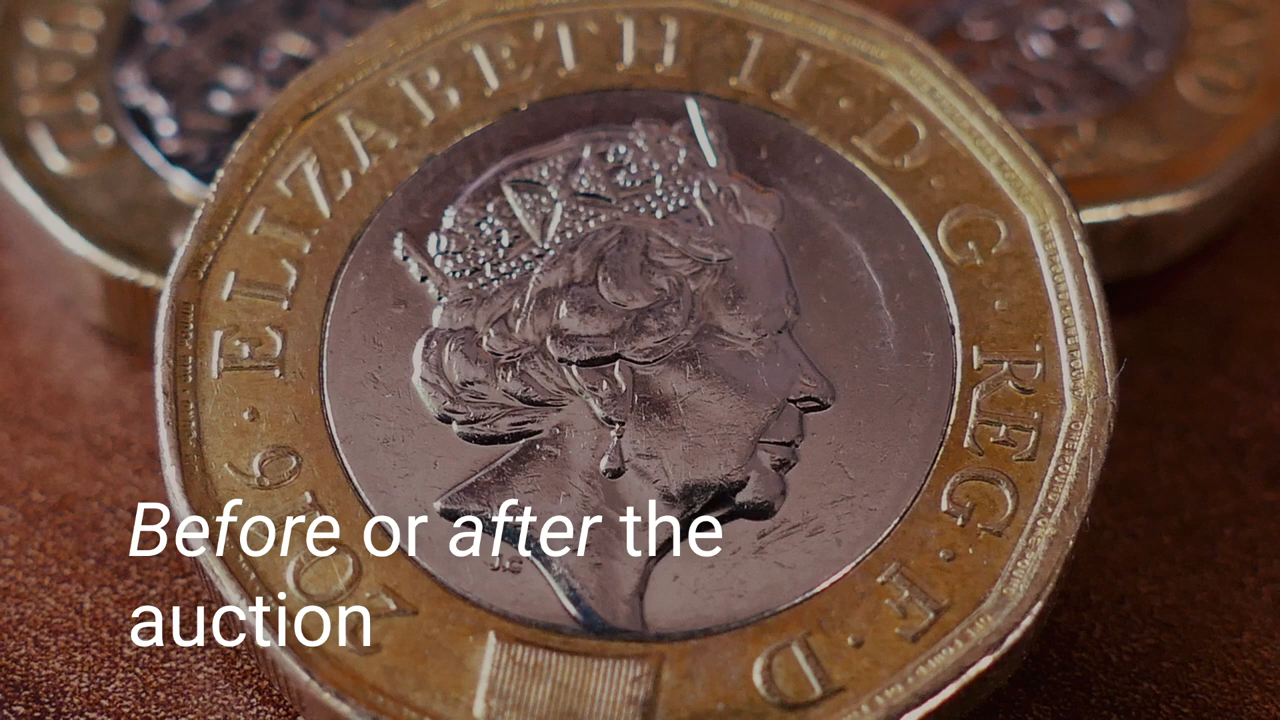 2016 · ELIZABETH II · D · G · REG · F · D
J.C
Before or after the
auction